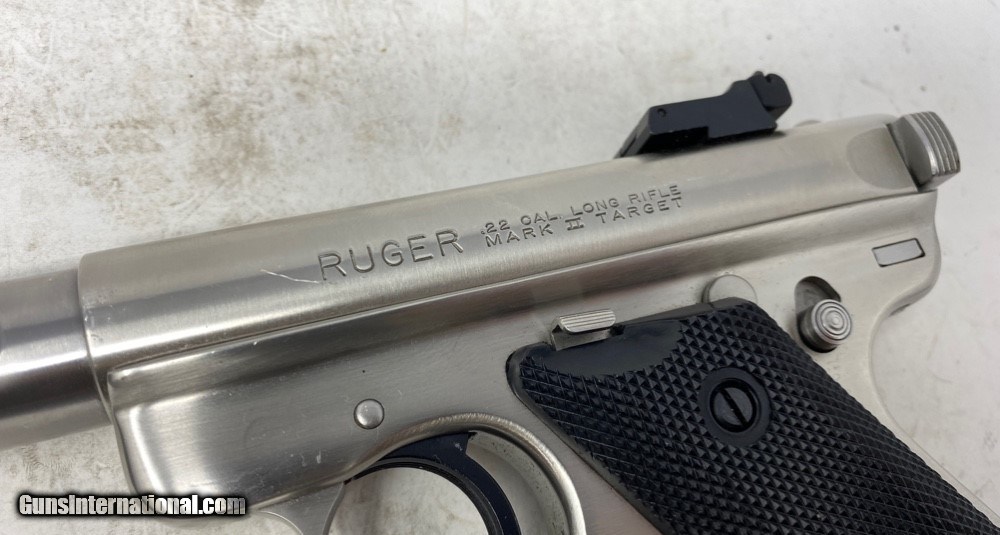 RUGER
.22 CAL. LONG RIFLE
MARK II TARGET
GunsInternational.com